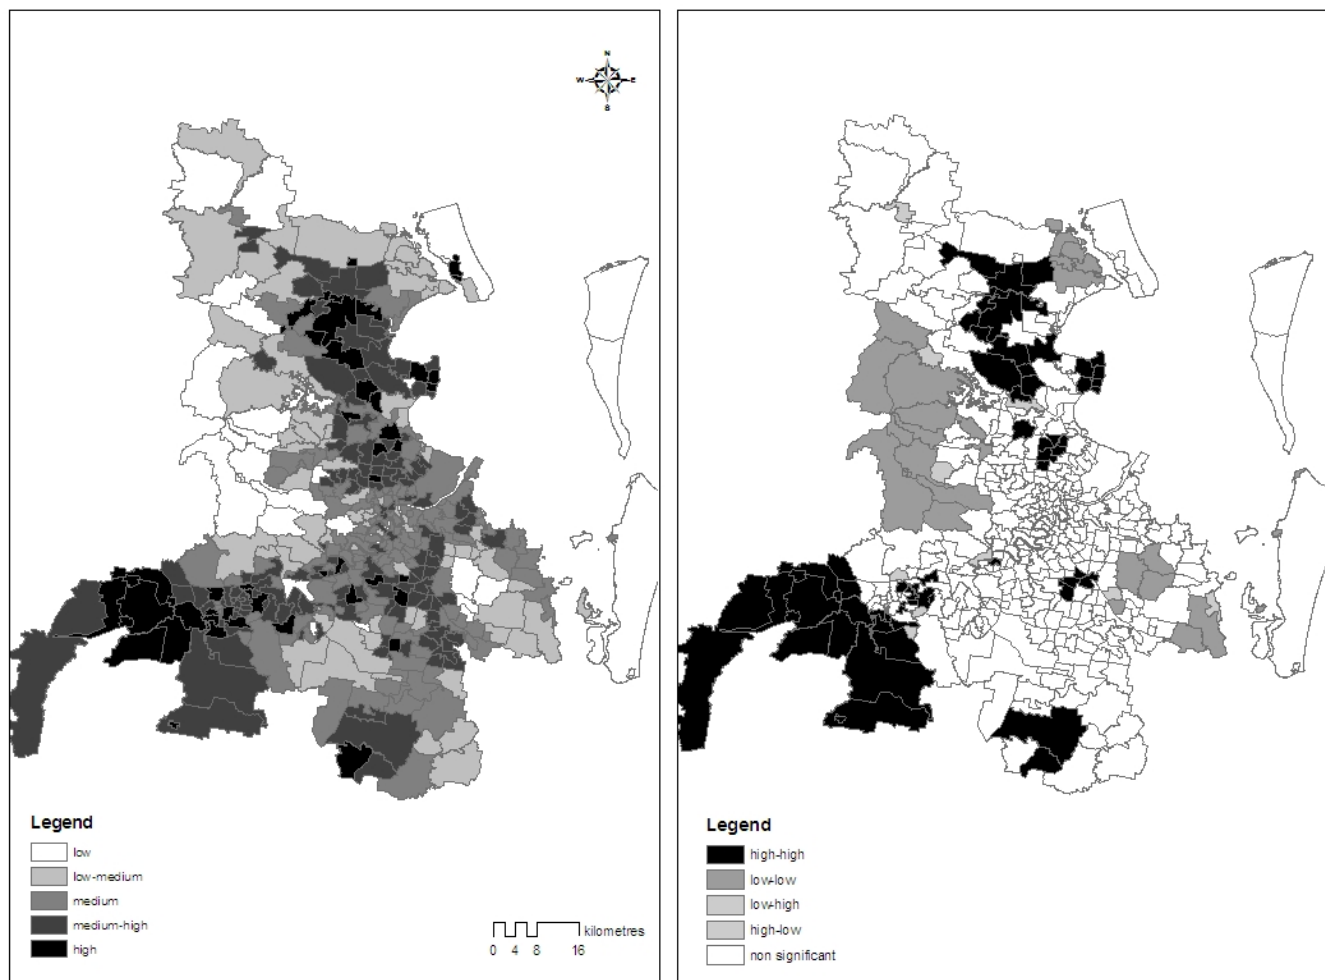 N
W E
S
Legend
low
low-medium
medium
medium-high
high
kilometres
0 4 8 16
Legend
high-high
low-low
low-high
high-low
non significant